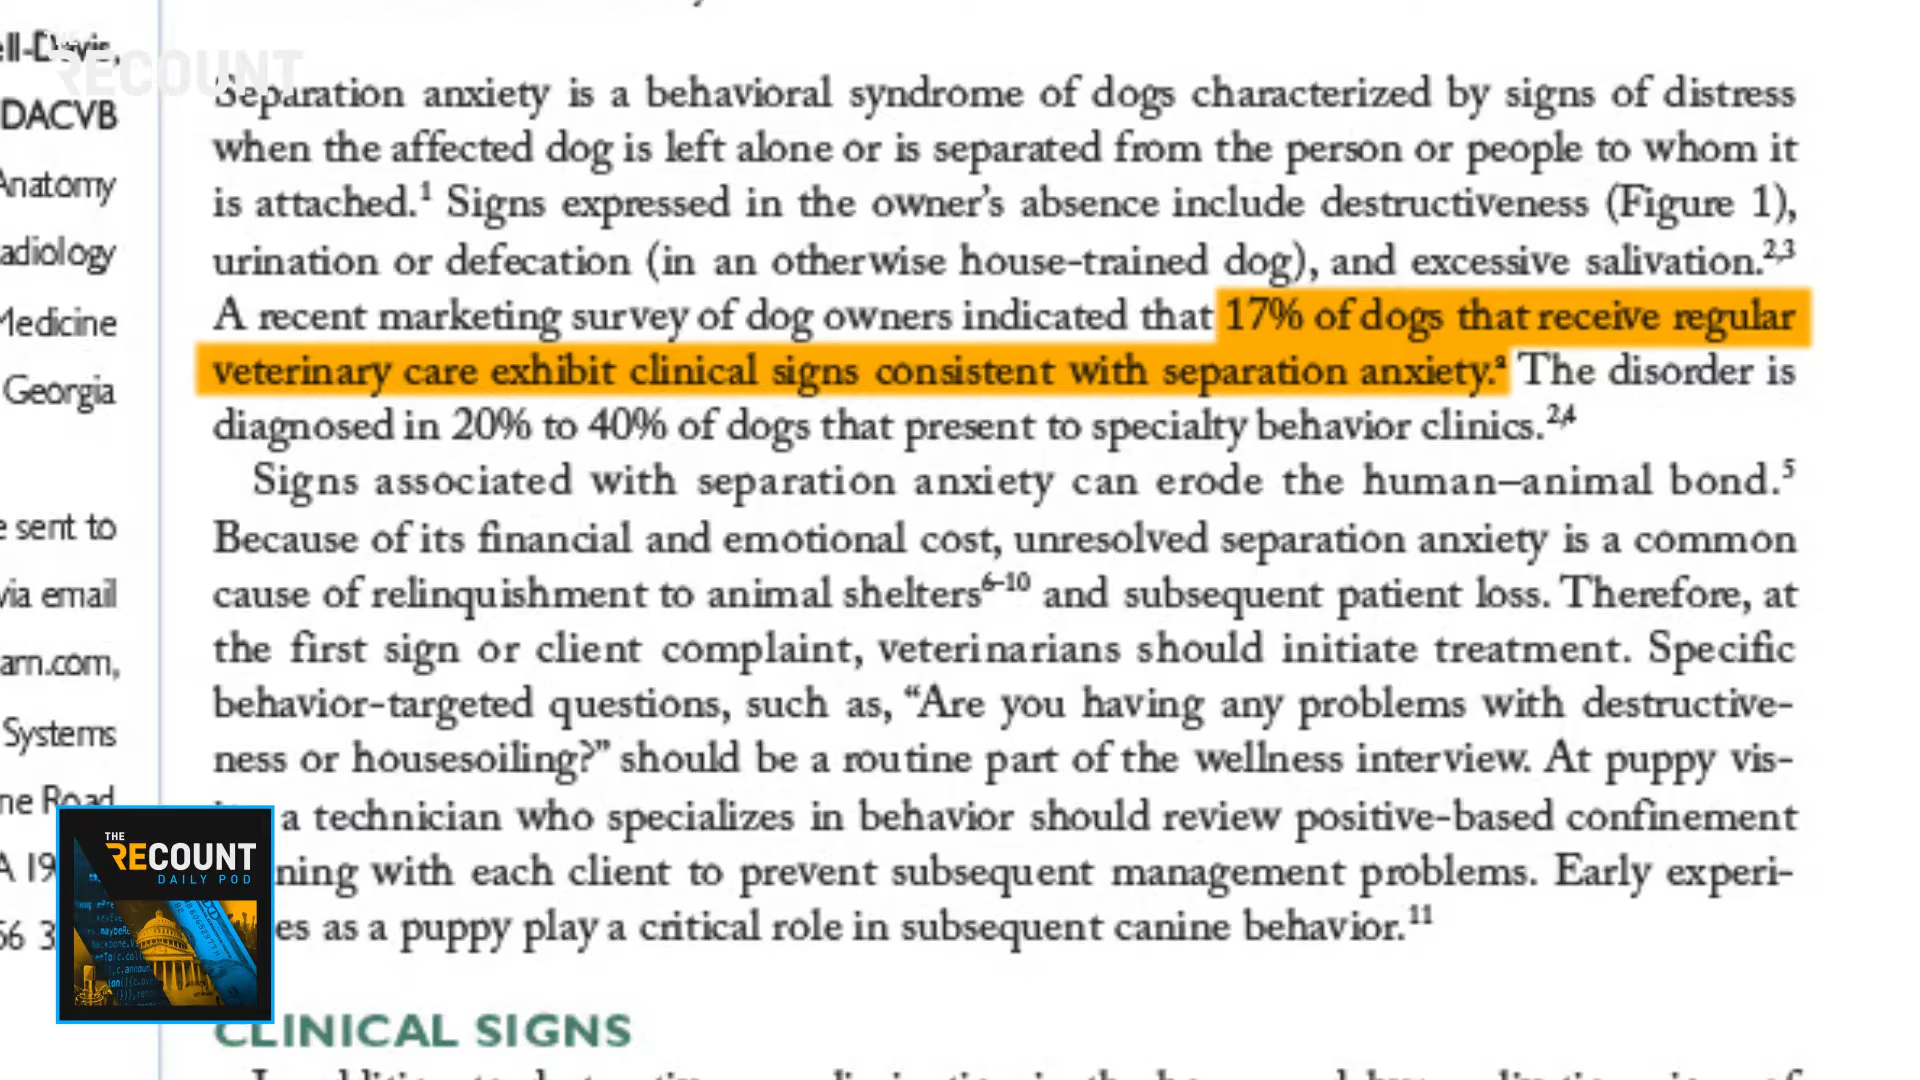 ell-Davis,
DACVB
Anatomy
adiology
Medicine
Georgia
e sent to
via email
arn.com,
Systems
ne Road,
A 19
66 3
THE
RECOUNT
Separation anxiety is a behavioral syndrome of dogs characterized by signs of distress
when the affected dog is left alone or is separated from the person or people to whom it
is attached.¹ Signs expressed in the owner’s absence include destructiveness (Figure 1),
urination or defecation (in an otherwise house-trained dog), and excessive salivation.²,³
A recent marketing survey of dog owners indicated that 17% of dogs that receive regular
veterinary care exhibit clinical signs consistent with separation anxiety.ª The disorder is
diagnosed in 20% to 40% of dogs that present to specialty behavior clinics.²,⁴
Signs associated with separation anxiety can erode the human–animal bond.⁵
Because of its financial and emotional cost, unresolved separation anxiety is a common
cause of relinquishment to animal shelters⁶⁻¹⁰ and subsequent patient loss. Therefore, at
the first sign or client complaint, veterinarians should initiate treatment. Specific
behavior-targeted questions, such as, “Are you having any problems with destructive-
ness or housesoiling?” should be a routine part of the wellness interview. At puppy vis-
a technician who specializes in behavior should review positive-based confinement
ning with each client to prevent subsequent management problems. Early experi-
es as a puppy play a critical role in subsequent canine behavior.¹¹
CLINICAL SIGNS
THE
RECOUNT
DAILY POD